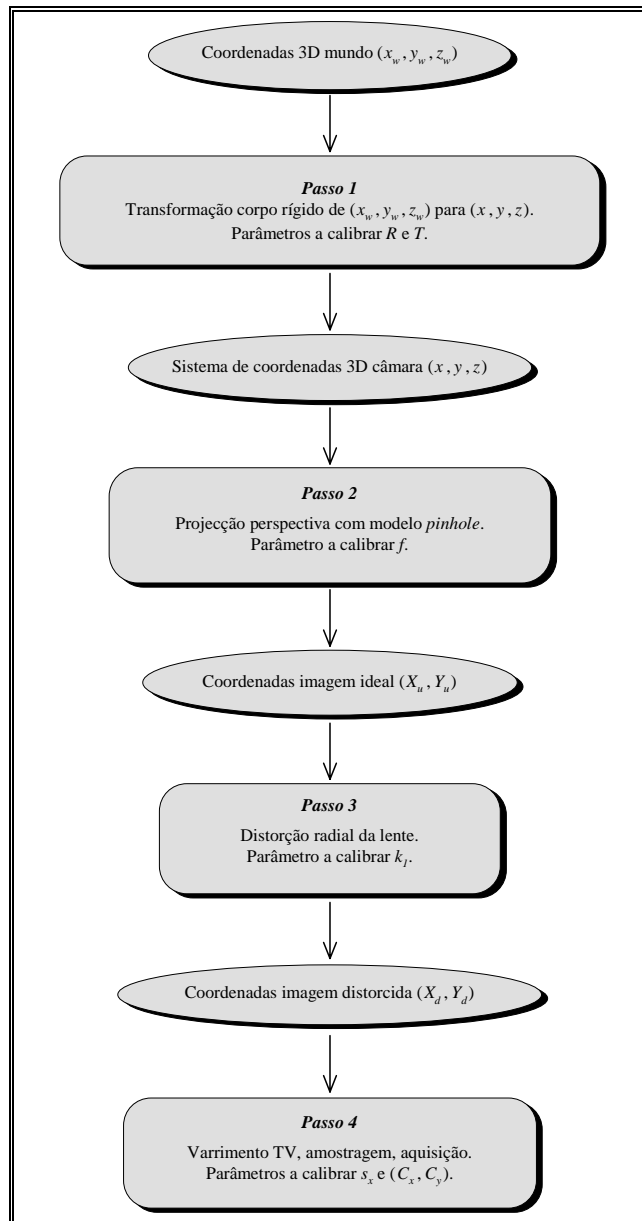 Coordenadas 3D mundo (x_w, y_w, z_w)
Passo 1
Transformação corpo rígido de (x_w, y_w, z_w) para (x, y, z).
Parâmetros a calibrar R e T.
Sistema de coordenadas 3D câmara (x, y, z)
Passo 2
Projecção perspectiva com modelo pinhole.
Parâmetro a calibrar f.
Coordenadas imagem ideal (X_u, Y_u)
Passo 3
Distorção radial da lente.
Parâmetro a calibrar k_1.
Coordenadas imagem distorcida (X_d, Y_d)
Passo 4
Varrimento TV, amostragem, aquisição.
Parâmetros a calibrar s_x e (C_x, C_y).